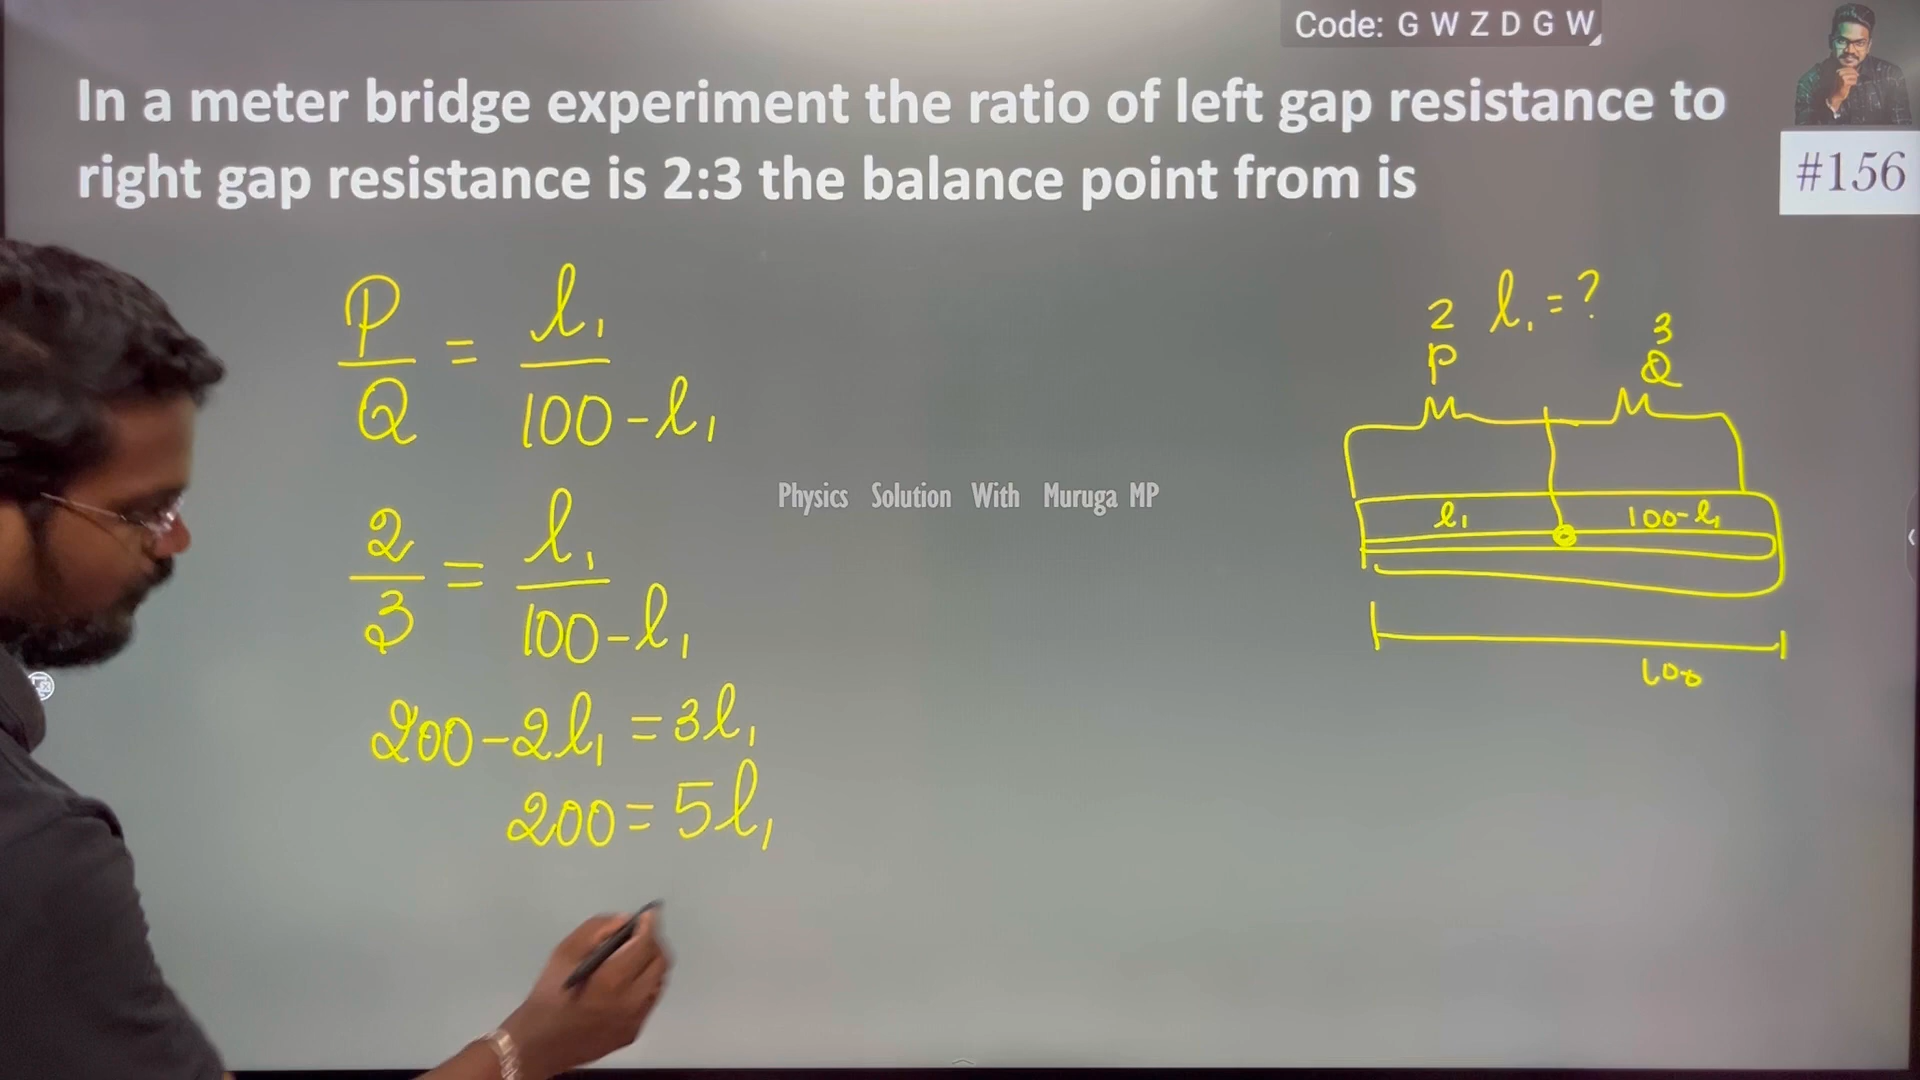 Code: G W Z D G W
In a meter bridge experiment the ratio of left gap resistance to
right gap resistance is 2:3 the balance point from is
#156
P/Q = l₁/100-l₁
2/3 = l₁/100-l₁
200-2l₁ = 3l₁
200 = 5l₁
Physics Solution With Muruga MP
l₁ = ?
2 3
P Q
l₁ 100-l₁
100